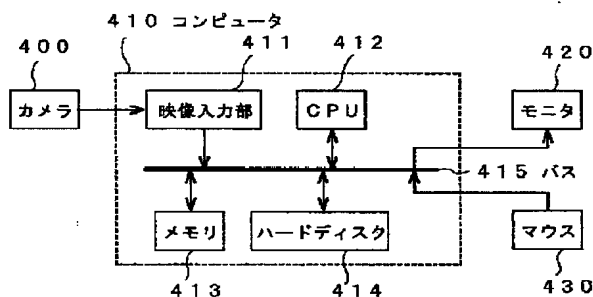 410 コンピュータ
400
411
412
420
カメラ
映像入力部
CPU
モニタ
415 バス
メモリ
ハードディスク
マウス
413
414
430